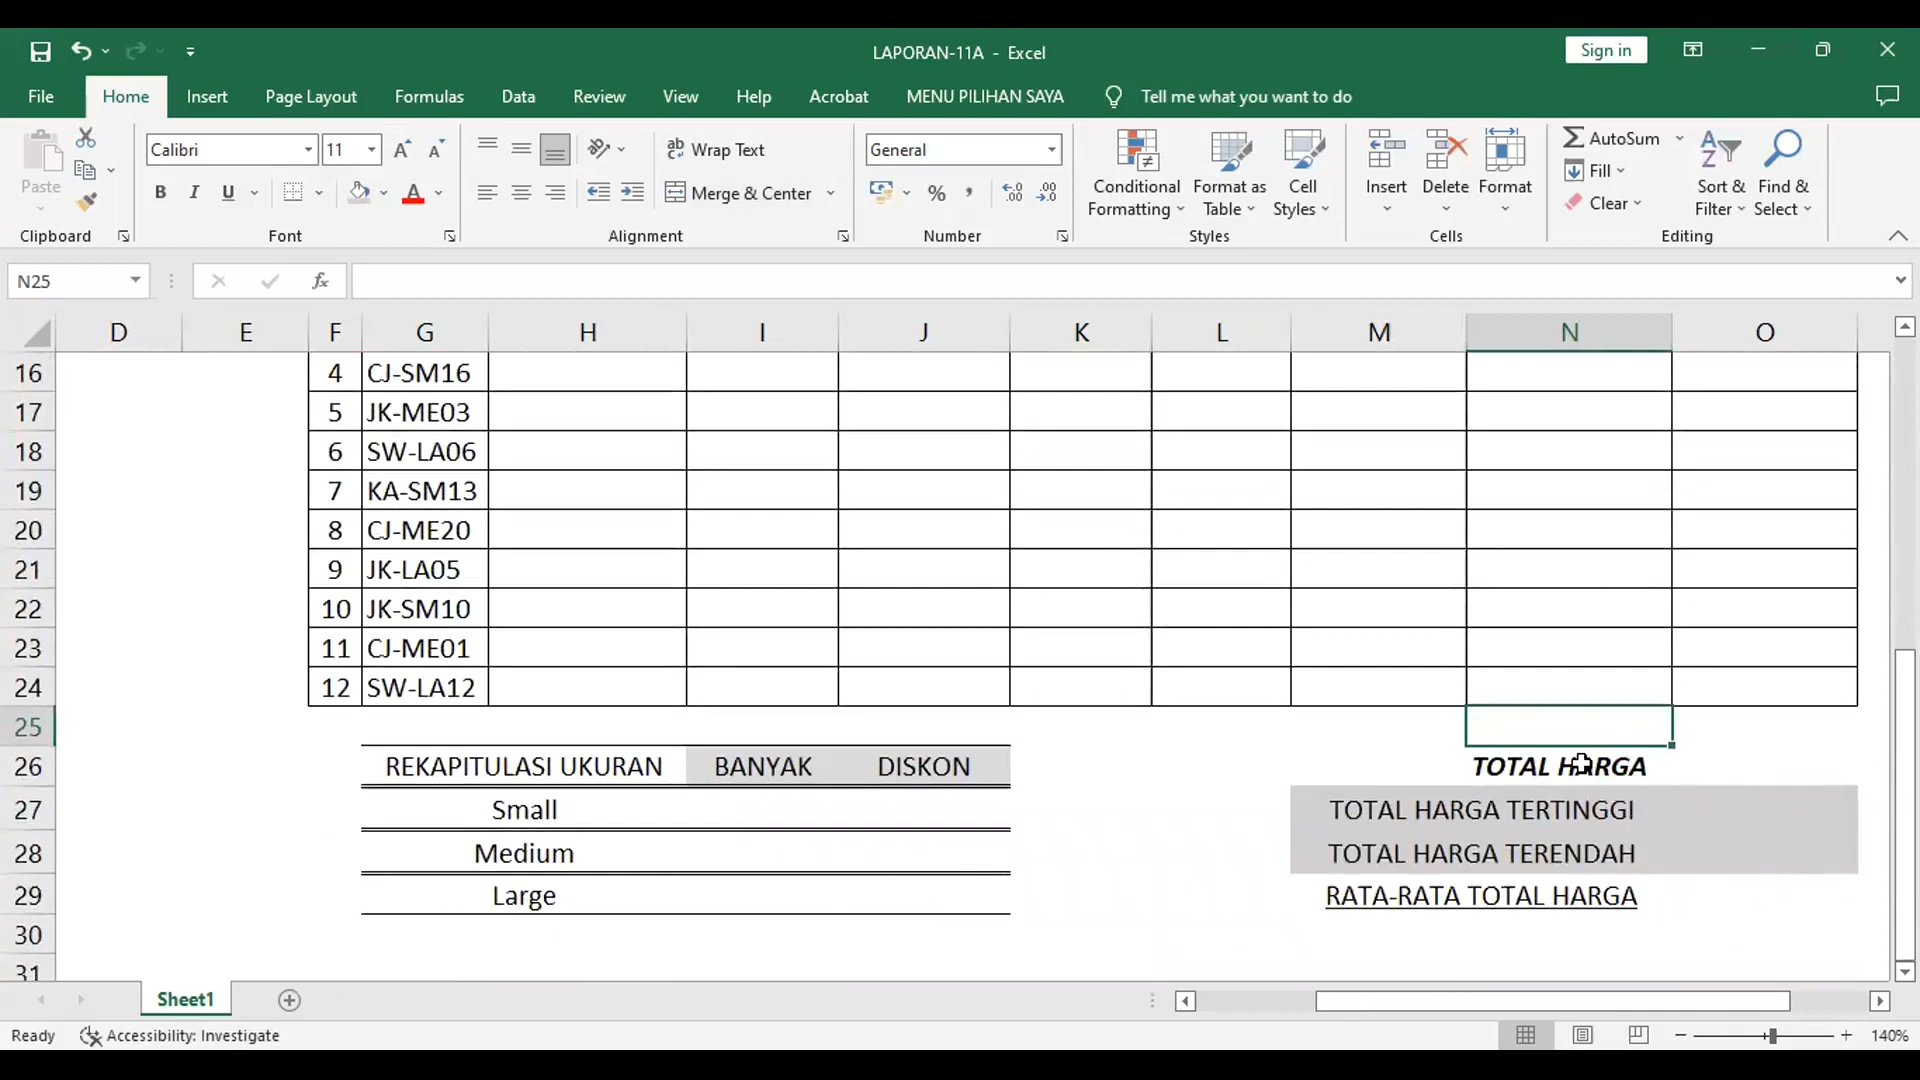 LAPORAN-11A - Excel
Sign in
File Home Insert Page Layout Formulas Data Review View Help Acrobat MENU PILIHAN SAYA Tell me what you want to do
Paste
Clipboard
Calibri 11
B I U
Font
Wrap Text
Merge & Center
Alignment
General
% ,
Number
Conditional Formatting
Format as Table
Cell Styles
Styles
Insert Delete Format
Cells
AutoSum
Fill
Clear
Sort & Filter
Find & Select
Editing
N25 fx
D E F G H I J K L M N O
16 4 CJ-SM16
17 5 JK-ME03
18 6 SW-LA06
19 7 KA-SM13
20 8 CJ-ME20
21 9 JK-LA05
22 10 JK-SM10
23 11 CJ-ME01
24 12 SW-LA12
25
26 REKAPITULASI UKURAN BANYAK DISKON TOTAL HARGA
27 Small TOTAL HARGA TERTINGGI
28 Medium TOTAL HARGA TERENDAH
29 Large RATA-RATA TOTAL HARGA
30
31
Sheet1
Ready Accessibility: Investigate 140%